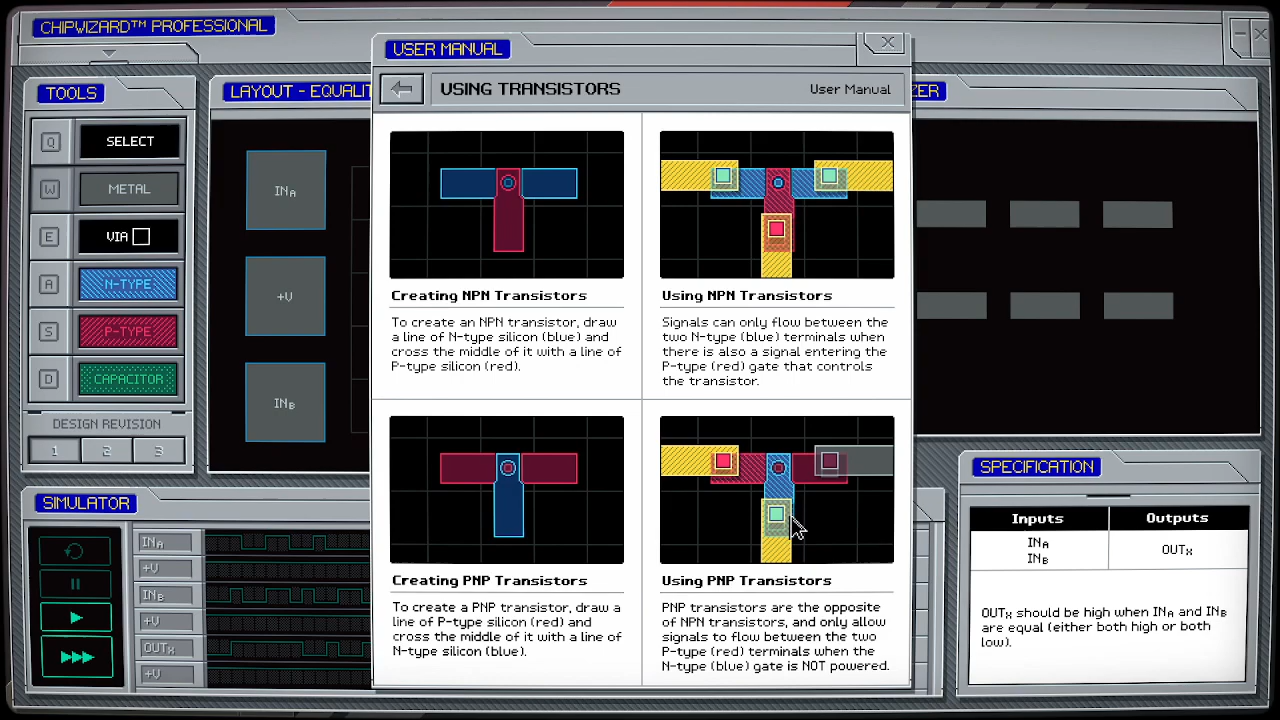 CHIPWIZARD™ PROFESSIONAL
USER MANUAL
USING TRANSISTORS
User Manual
TOOLS
Q
SELECT
W
METAL
E
VIA
A
N-TYPE
S
P-TYPE
D
CAPACITOR
DESIGN REVISION
1
2
3
LAYOUT - EQUALIT
INA
+V
INB
ZER
Creating NPN Transistors
To create an NPN transistor, draw
a line of N-type silicon (blue) and
cross the middle of it with a line of
P-type silicon (red).
Using NPN Transistors
Signals can only flow between the
two N-type (blue) terminals when
there is also a signal entering the
P-type (red) gate that controls
the transistor.
Creating PNP Transistors
To create a PNP transistor, draw a
line of P-type silicon (red) and
cross the middle of it with a line of
N-type silicon (blue).
Using PNP Transistors
PNP transistors are the opposite
of NPN transistors, and only allow
signals to flow between the two
P-type (red) terminals when the
N-type (blue) gate is NOT powered.
SIMULATOR
INA
+V
INB
+V
OUTX
+V
SPECIFICATION
Inputs
Outputs
INA
INB
OUTX
OUTX should be high when INA and INB
are equal (either both high or both
low).